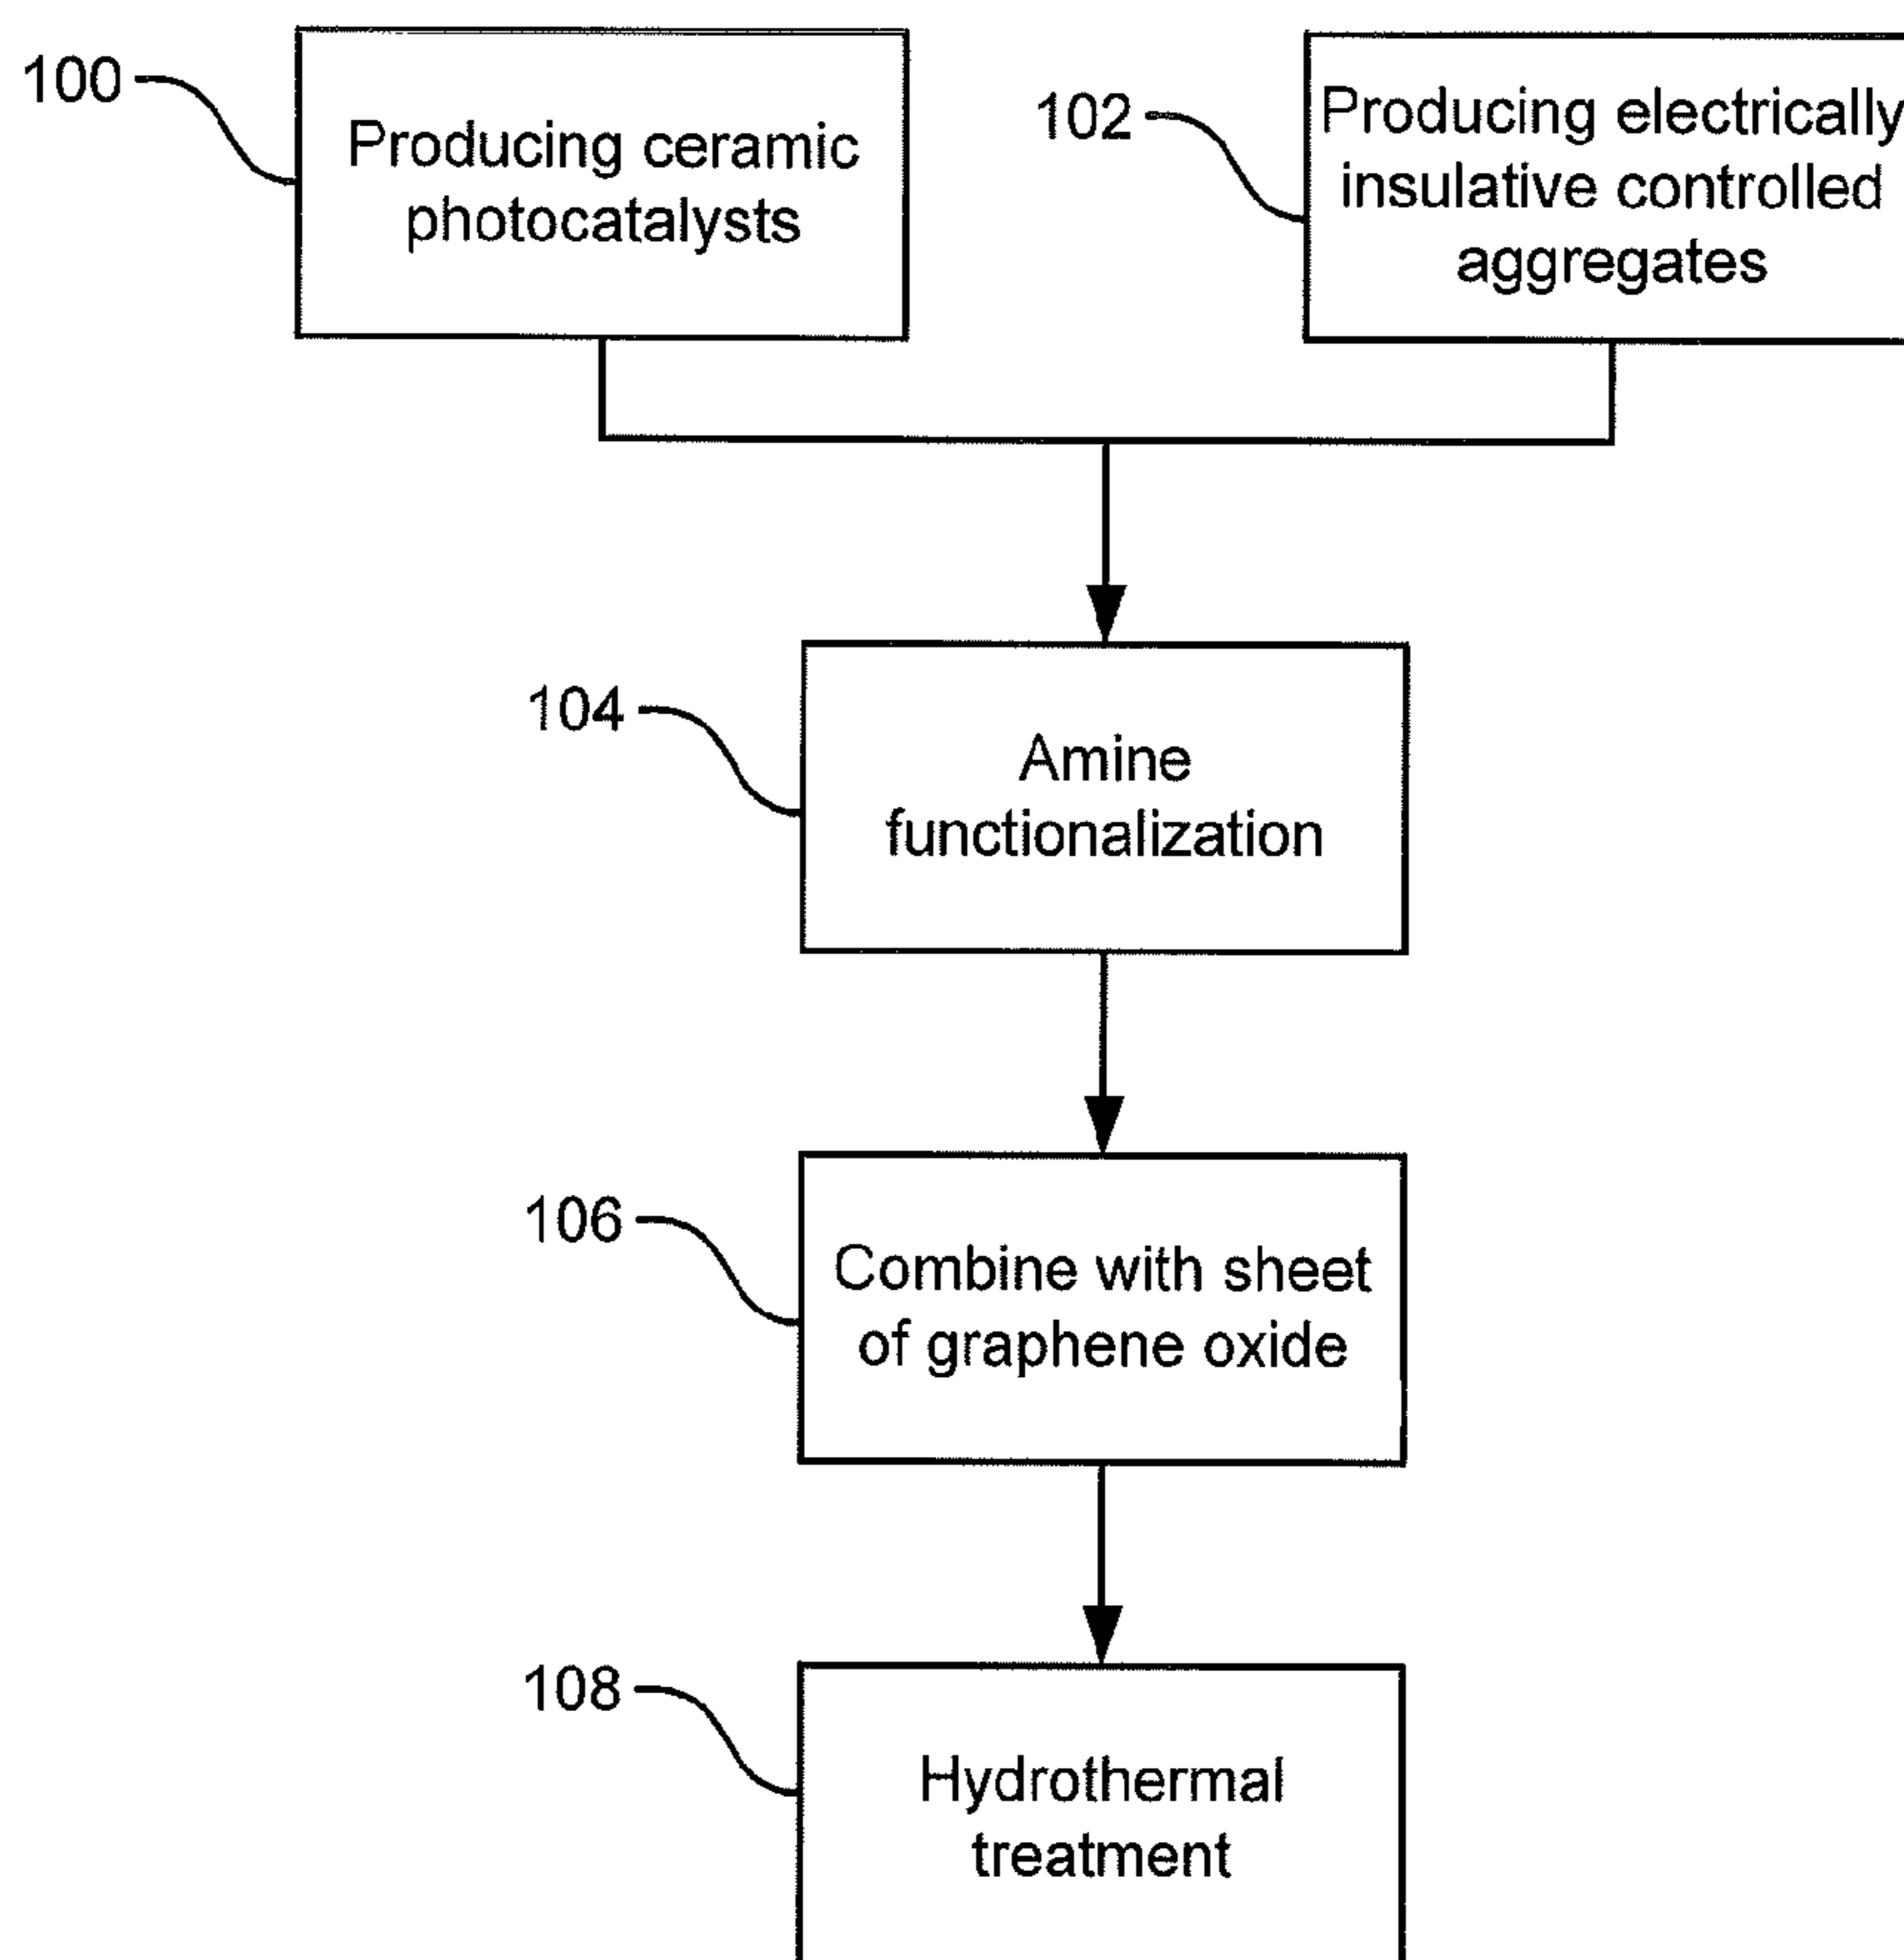 100
Producing ceramic
photocatalysts
102
Producing electrically
insulative controlled
aggregates
104
Amine
functionalization
106
Combine with sheet
of graphene oxide
108
Hydrothermal
treatment